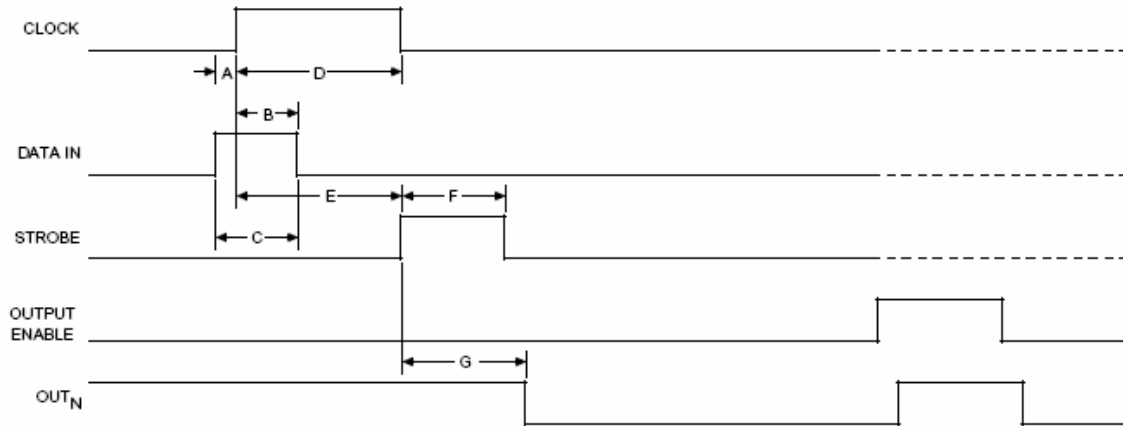 CLOCK
A
D
B
DATA IN
E
F
C
STROBE
OUTPUT
ENABLE
G
OUTN